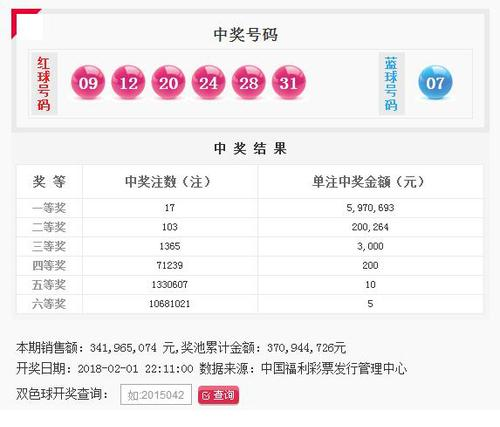 中奖号码
红球号码 09 12 20 24 28 31 蓝球号码 07
中 奖 结 果
奖 等 中奖注数（注） 单注中奖金额（元）
一等奖 17 5,970,693
二等奖 103 200,264
三等奖 1365 3,000
四等奖 71239 200
五等奖 1330607 10
六等奖 10681021 5
本期销售额：341,965,074 元,奖池累计金额：370,944,726元
开奖日期：2018-02-01 22:11:00 数据来源：中国福利彩票发行管理中心
双色球开奖查询： 如:2015042 查询